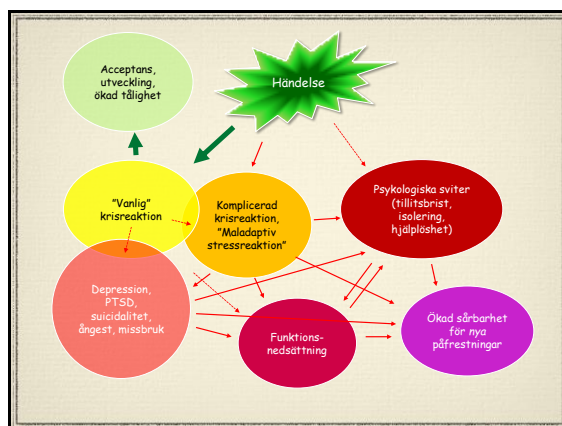 Acceptans,
utveckling,
ökad tålighet
Händelse
"Vanlig"
krisreaktion
Komplicerad
krisreaktion,
"Maladaptiv
stressreaktion"
Psykologiska sviter
(tillitsbrist,
isolering,
hjälplöshet)
Depression,
PTSD,
suicidalitet,
ångest, missbruk
Funktions-
nedsättning
Ökad sårbarhet
för nya
påfrestningar